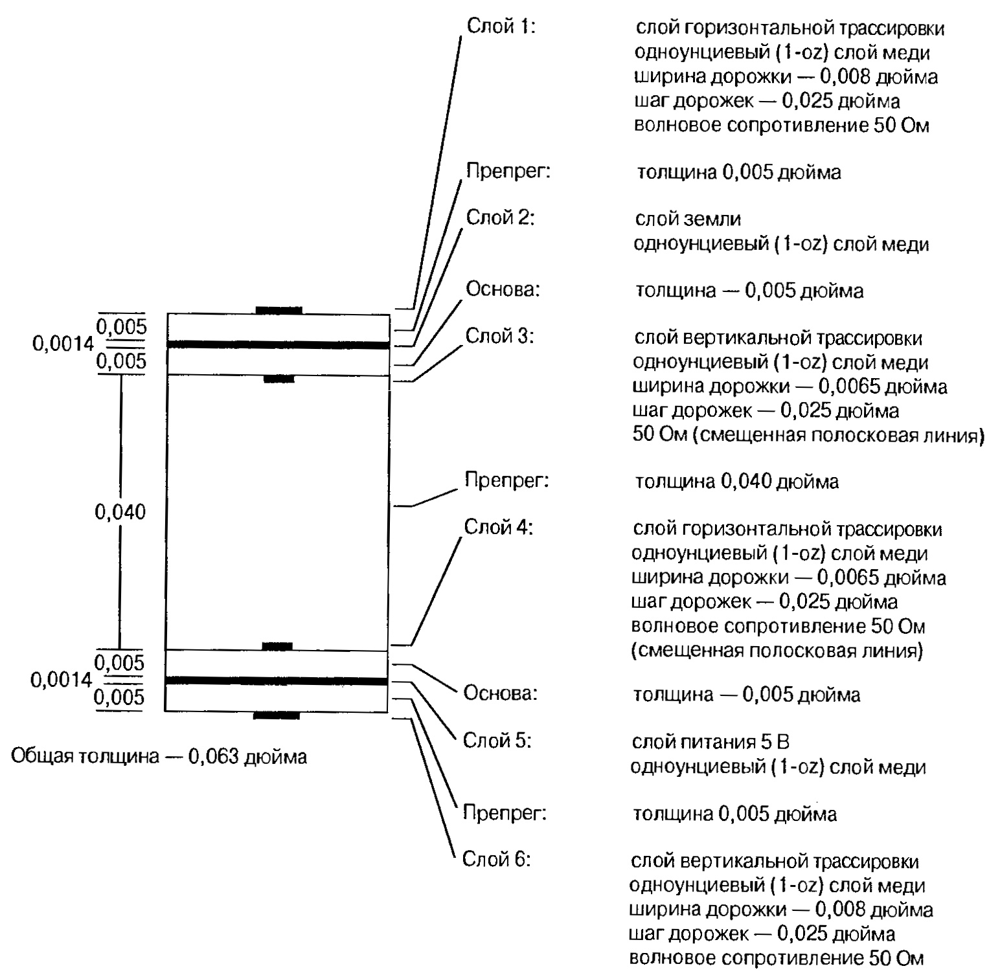 Слой 1: слой горизонтальной трассировки
одноунциевый (1-oz) слой меди
ширина дорожки — 0,008 дюйма
шаг дорожек — 0,025 дюйма
волновое сопротивление 50 Ом
Препрег: толщина 0,005 дюйма
Слой 2: слой земли
одноунциевый (1-oz) слой меди
Основа: толщина — 0,005 дюйма
Слой 3: слой вертикальной трассировки
одноунциевый (1-oz) слой меди
ширина дорожки — 0,0065 дюйма
шаг дорожек — 0,025 дюйма
50 Ом (смещенная полосковая линия)
Препрег: толщина 0,040 дюйма
Слой 4: слой горизонтальной трассировки
одноунциевый (1-oz) слой меди
ширина дорожки — 0,0065 дюйма
шаг дорожек — 0,025 дюйма
волновое сопротивление 50 Ом
(смещенная полосковая линия)
Основа: толщина — 0,005 дюйма
Слой 5: слой питания 5 В
одноунциевый (1-oz) слой меди
Препрег: толщина 0,005 дюйма
Слой 6: слой вертикальной трассировки
одноунциевый (1-oz) слой меди
ширина дорожки — 0,008 дюйма
шаг дорожек — 0,025 дюйма
волновое сопротивление 50 Ом
0,005
0,0014
0,005
0,040
0,005
0,0014
0,005
Общая толщина — 0,063 дюйма